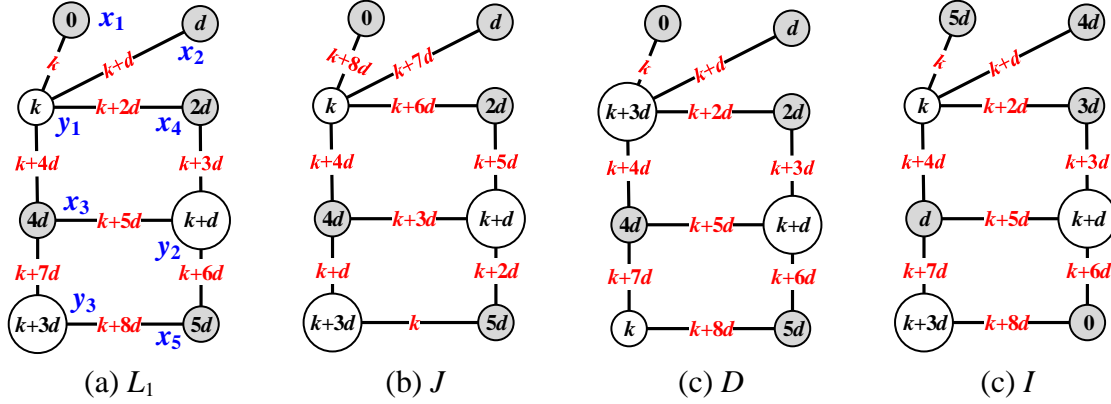 0 x₁ d x₂
k k+d
k k+2d 2d
y₁ x₄
k+4d k+3d
4d x₃ k+5d k+d
y₂
k+7d k+6d
k+3d y₃ k+8d x₅ 5d
(a) L₁
0 d
k+8d k+7d
k k+6d 2d
k+4d k+5d
4d k+3d k+d
k+d k+2d
k+3d k 5d
(b) J
0 d
k k+d
k+3d k+2d 2d
k+4d k+3d
4d k+5d k+d
k+7d k+6d
k k+8d 5d
(c) D
5d 4d
k k+d
k k+2d 3d
k+4d k+3d
d k+5d k+d
k+7d k+6d
k+3d k+8d 0
(c) I